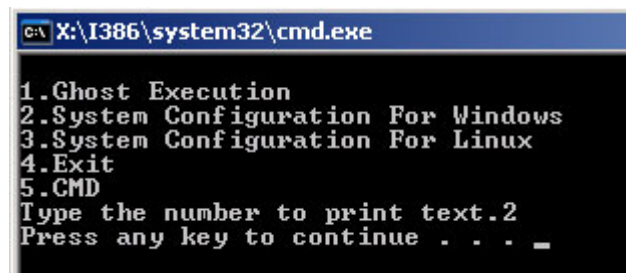 X:\I386\system32\cmd.exe
1.Ghost Execution
2.System Configuration For Windows
3.System Configuration For Linux
4.Exit
5.CMD
Type the number to print text.2
Press any key to continue . . . _